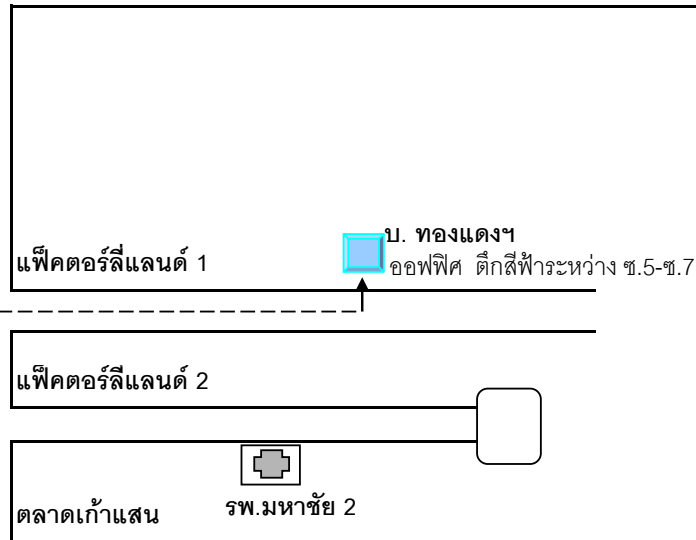 บ. ทองแดงฯ
แฟ็คตอร์ลี่แลนด์ 1
ออฟฟิศ ตึกสีฟ้าระหว่าง ซ.5-ซ.7
แฟ็คตอร์ลีแลนด์ 2
รพ.มหาชัย 2
ตลาดเก้าแสน